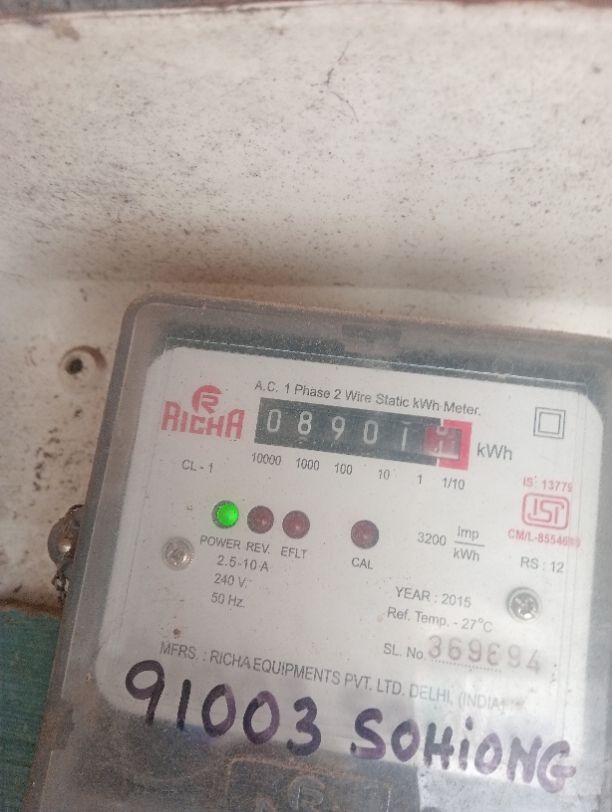 A.C. 1 Phase 2 Wire Static kWh Meter.
R
RICHA
0 8 9 0 1
kWh
10000 1000 100 10 1 1/10
CL - 1
IS: 13779
ISI
POWER REV. EFLT
CAL
3200 Imp/kWh
RS : 12
2.5-10 A
240 V.
50 Hz.
YEAR : 2015
Ref. Temp. - 27°C
SL. No.
MFRS. : RICHA EQUIPMENTS PVT. LTD. DELHI, (INDIA)
91003 SOHIONG